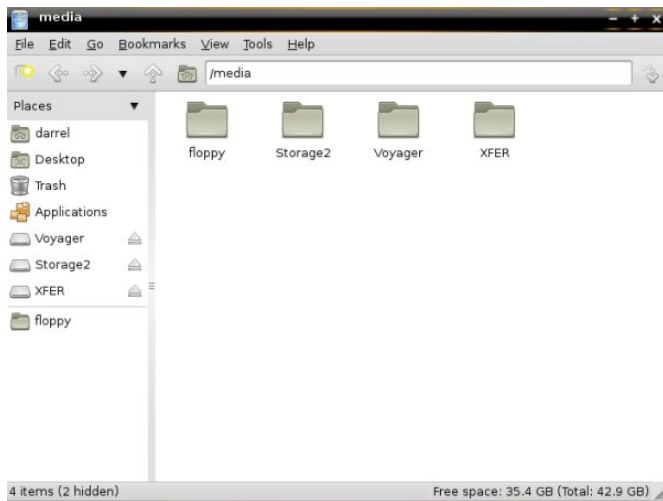 media
File Edit Go Bookmarks View Tools Help
/media
Places
darrel
Desktop
Trash
Applications
Voyager
Storage2
XFER
floppy
floppy Storage2 Voyager XFER
4 items (2 hidden) Free space: 35.4 GB (Total: 42.9 GB)